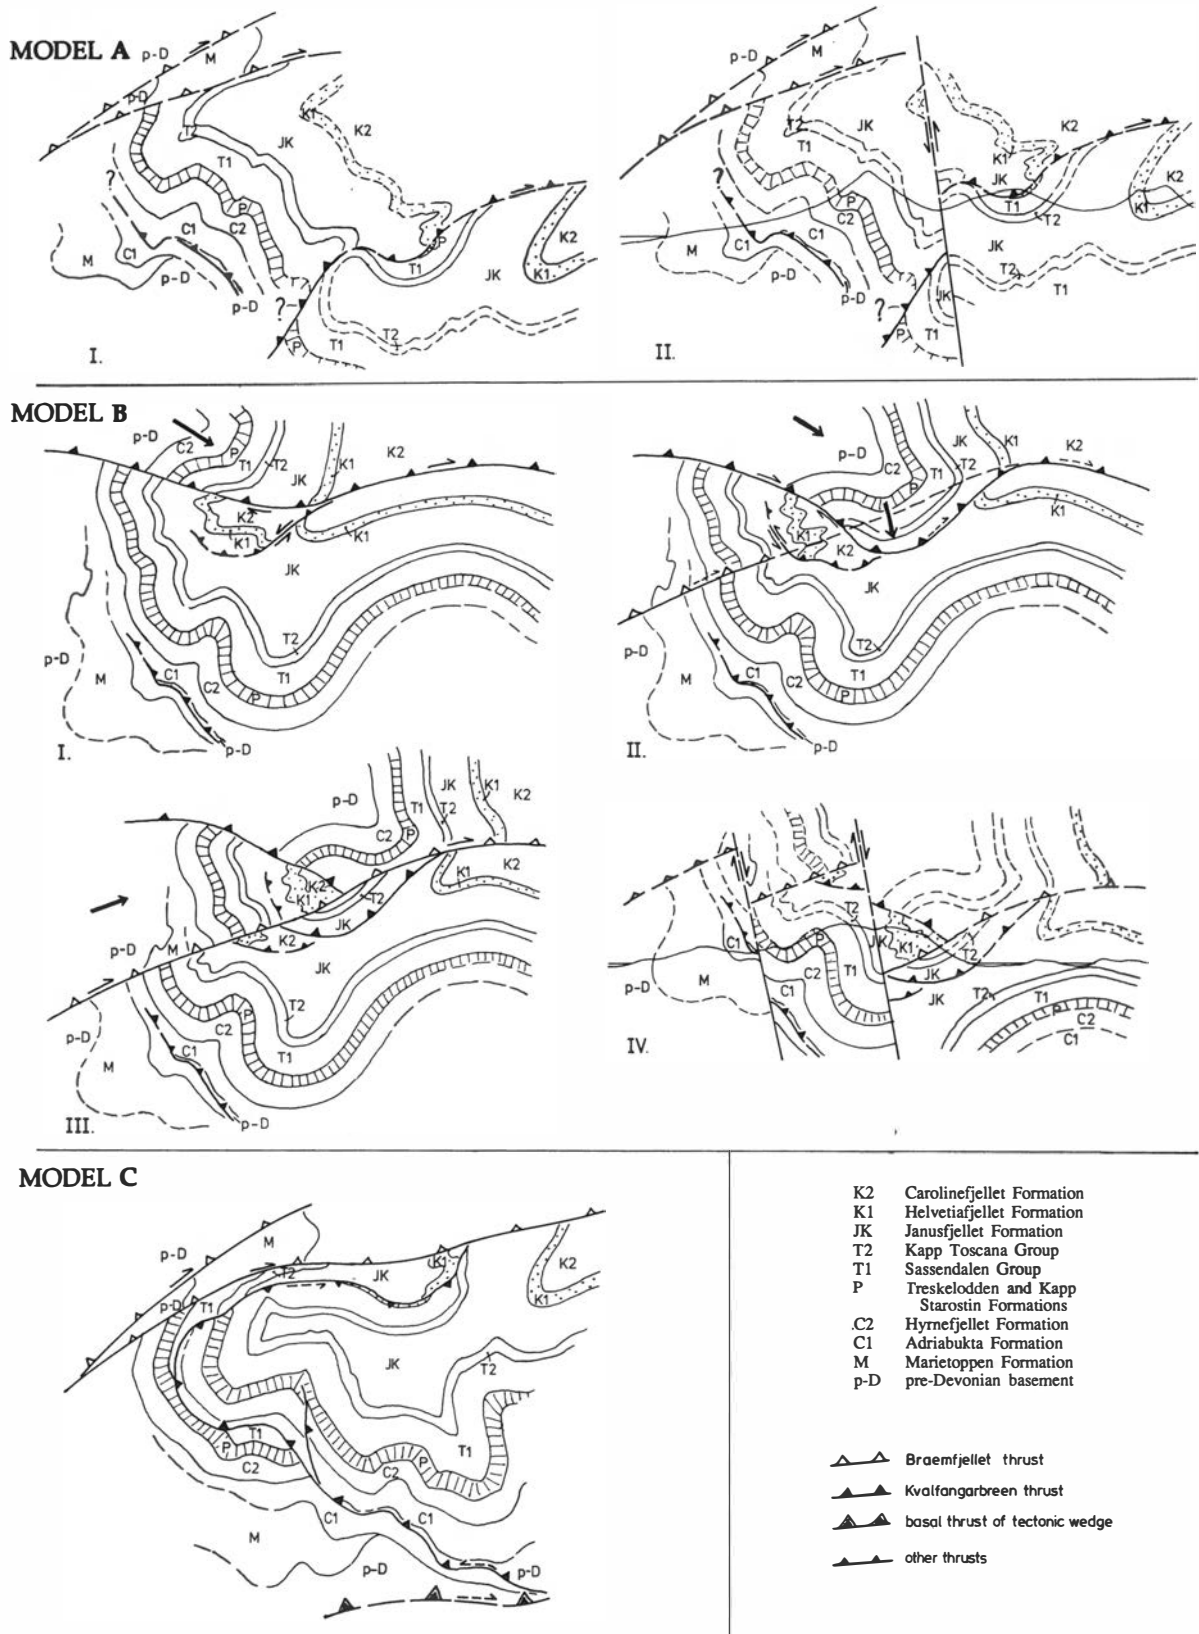 MODEL A
p-D
M
p-D
T2
K1
K2
JK
T1
?
P
C1
C2
C1
M
p-D
p-D
P
T1
JK
K2
K1
?
P
T1
T2
I.
p-D
M
T2
JK
K2
T1
K1
JK
T1
T2
K2
K1
?
P
C2
C1
C1
M
p-D
p-D
JK
T2
T1
JK
?
P
T1
II.
MODEL B
p-D
C2
P
T1
T2
JK
K1
K2
K2
K1
K1
JK
T2
T1
p-D
M
C1
C2
P
p-D
I.
p-D
C2
P
T1
JK
T2
K1
K2
K1
K2
K1
JK
T2
T1
p-D
M
C1
C2
P
p-D
II.
p-D
C2
P
T1
JK
T2
K1
K2
K2
K1
K2
K1
T2
JK
K2
JK
p-D
M
P
C2
T2
T1
p-D
M
C1
p-D
III.
T2
P
JK
K1
T2
JK
JK
C1
C2
T1
C1
M
p-D
T2
T1
P
C2
C1
IV.
MODEL C
p-D
M
p-D
T1
T2
JK
K1
K2
K1
JK
T2
T1
P
C2
T1
P
C2
C1
C1
M
p-D
p-D
K2 Carolinefjellet Formation
K1 Helvetiafjellet Formation
JK Janusfjellet Formation
T2 Kapp Toscana Group
T1 Sassendalen Group
P Treskelodden and Kapp
Starostin Formations
.C2 Hyrnefjellet Formation
C1 Adriabukta Formation
M Marietoppen Formation
p-D pre-Devonian basement
Braemfjellet thrust
Kvalfangarbreen thrust
basal thrust of tectonic wedge
other thrusts